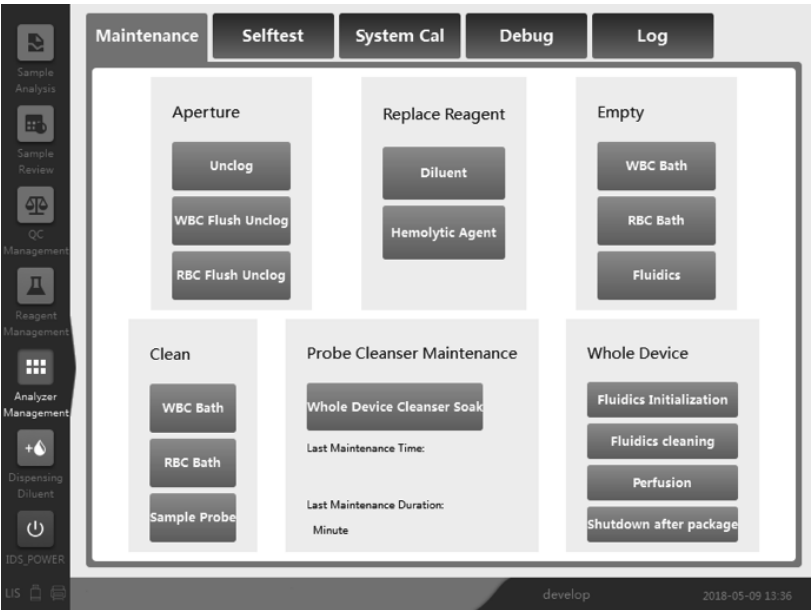 Maintenance
Selftest
System Cal
Debug
Log
Sample
Analysis
Sample
Review
QC
Management
Reagent
Management
Analyzer
Management
Dispensing
Diluent
IDS_POWER
LIS
Aperture
Unclog
WBC Flush Unclog
RBC Flush Unclog
Replace Reagent
Diluent
Hemolytic Agent
Empty
WBC Bath
RBC Bath
Fluidics
Clean
WBC Bath
RBC Bath
Sample Probe
Probe Cleanser Maintenance
Whole Device Cleanser Soak
Last Maintenance Time:
Last Maintenance Duration:
Minute
Whole Device
Fluidics Initialization
Fluidics cleaning
Perfusion
Shutdown after package
develop
2018-05-09 13:36